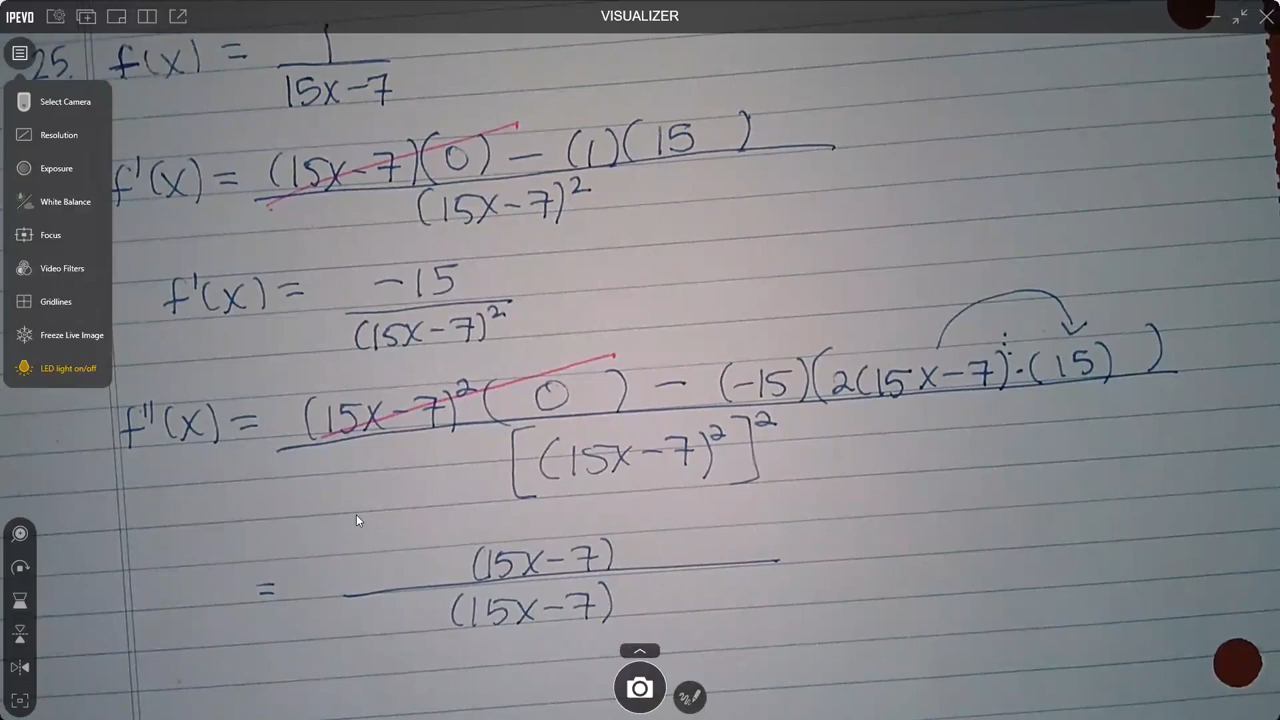 IPEVO
VISUALIZER
Select Camera
Resolution
Exposure
White Balance
Focus
Video Filters
Gridlines
Freeze Live Image
LED light on/off
25. f(x) = 1 / 15x-7
f'(x) = (15x-7)(0) - (1)(15 ) / (15x-7)²
f'(x) = -15 / (15x-7)²
f''(x) = (15x-7)²( 0 ) - (-15)(2(15x-7)·(15) ) / [(15x-7)²]²
= (15x-7) / (15x-7)